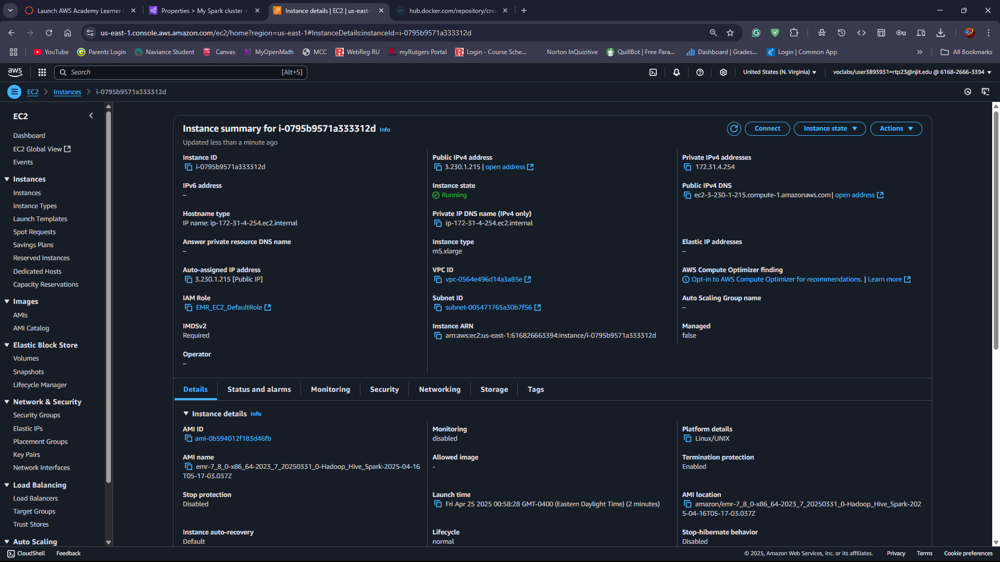 Launch AWS Academy Learner
Properties > My Spark cluster >
Instance details | EC2 | us-east-
hub.docker.com/repository/cre
us-east-1.console.aws.amazon.com/ec2/home?region=us-east-1#InstanceDetails:instanceId=i-0795b9571a333312d
YouTube
Parents Login
Naviance Student
Canvas
MyOpenMath
MCC
WebReg RU
myRutgers Portal
Login - Course Sche...
Norton InQuizitive
QuillBot | Free Para...
Dashboard | Grades...
Login | Common App
All Bookmarks
aws
Search
[Alt+S]
United States (N. Virginia)
voclabs/user3893931=rtp23@njit.edu @ 6168-2666-3394
EC2
Instances
i-0795b9571a333312d
EC2
Dashboard
EC2 Global View
Events
Instances
Instances
Instance Types
Launch Templates
Spot Requests
Savings Plans
Reserved Instances
Dedicated Hosts
Capacity Reservations
Images
AMIs
AMI Catalog
Elastic Block Store
Volumes
Snapshots
Lifecycle Manager
Network & Security
Security Groups
Elastic IPs
Placement Groups
Key Pairs
Network Interfaces
Load Balancing
Load Balancers
Target Groups
Trust Stores
Auto Scaling
Instance summary for i-0795b9571a333312d Info
Updated less than a minute ago
Connect
Instance state
Actions
Instance ID
i-0795b9571a333312d
Public IPv4 address
3.230.1.215 | open address
Private IPv4 addresses
172.31.4.254
IPv6 address
–
Instance state
Running
Public IPv4 DNS
ec2-3-230-1-215.compute-1.amazonaws.com | open address
Hostname type
IP name: ip-172-31-4-254.ec2.internal
Private IP DNS name (IPv4 only)
ip-172-31-4-254.ec2.internal
Answer private resource DNS name
–
Instance type
m5.xlarge
Elastic IP addresses
–
Auto-assigned IP address
3.230.1.215 [Public IP]
VPC ID
vpc-0564e496d14a3a85e
AWS Compute Optimizer finding
Opt-in to AWS Compute Optimizer for recommendations. | Learn more
IAM Role
EMR_EC2_DefaultRole
Subnet ID
subnet-005471765a30b7f56
Auto Scaling Group name
–
IMDSv2
Required
Instance ARN
arn:aws:ec2:us-east-1:616826663394:instance/i-0795b9571a333312d
Managed
false
Operator
–
Details
Status and alarms
Monitoring
Security
Networking
Storage
Tags
Instance details Info
AMI ID
ami-0b594012f183d46fb
Monitoring
disabled
Platform details
Linux/UNIX
AMI name
emr-7_8_0-x86_64-2023_7_20250331_0-Hadoop_Hive_Spark-2025-04-16
T05-17-03.037Z
Allowed image
-
Termination protection
Enabled
Stop protection
Disabled
Launch time
Fri Apr 25 2025 00:58:28 GMT-0400 (Eastern Daylight Time) (2 minutes)
AMI location
amazon/emr-7_8_0-x86_64-2023_7_20250331_0-Hadoop_Hive_Spark-202
5-04-16T05-17-03.037Z
Instance auto-recovery
Default
Lifecycle
normal
Stop-hibernate behavior
Disabled
CloudShell
Feedback
© 2025, Amazon Web Services, Inc. or its affiliates.
Privacy
Terms
Cookie preferences